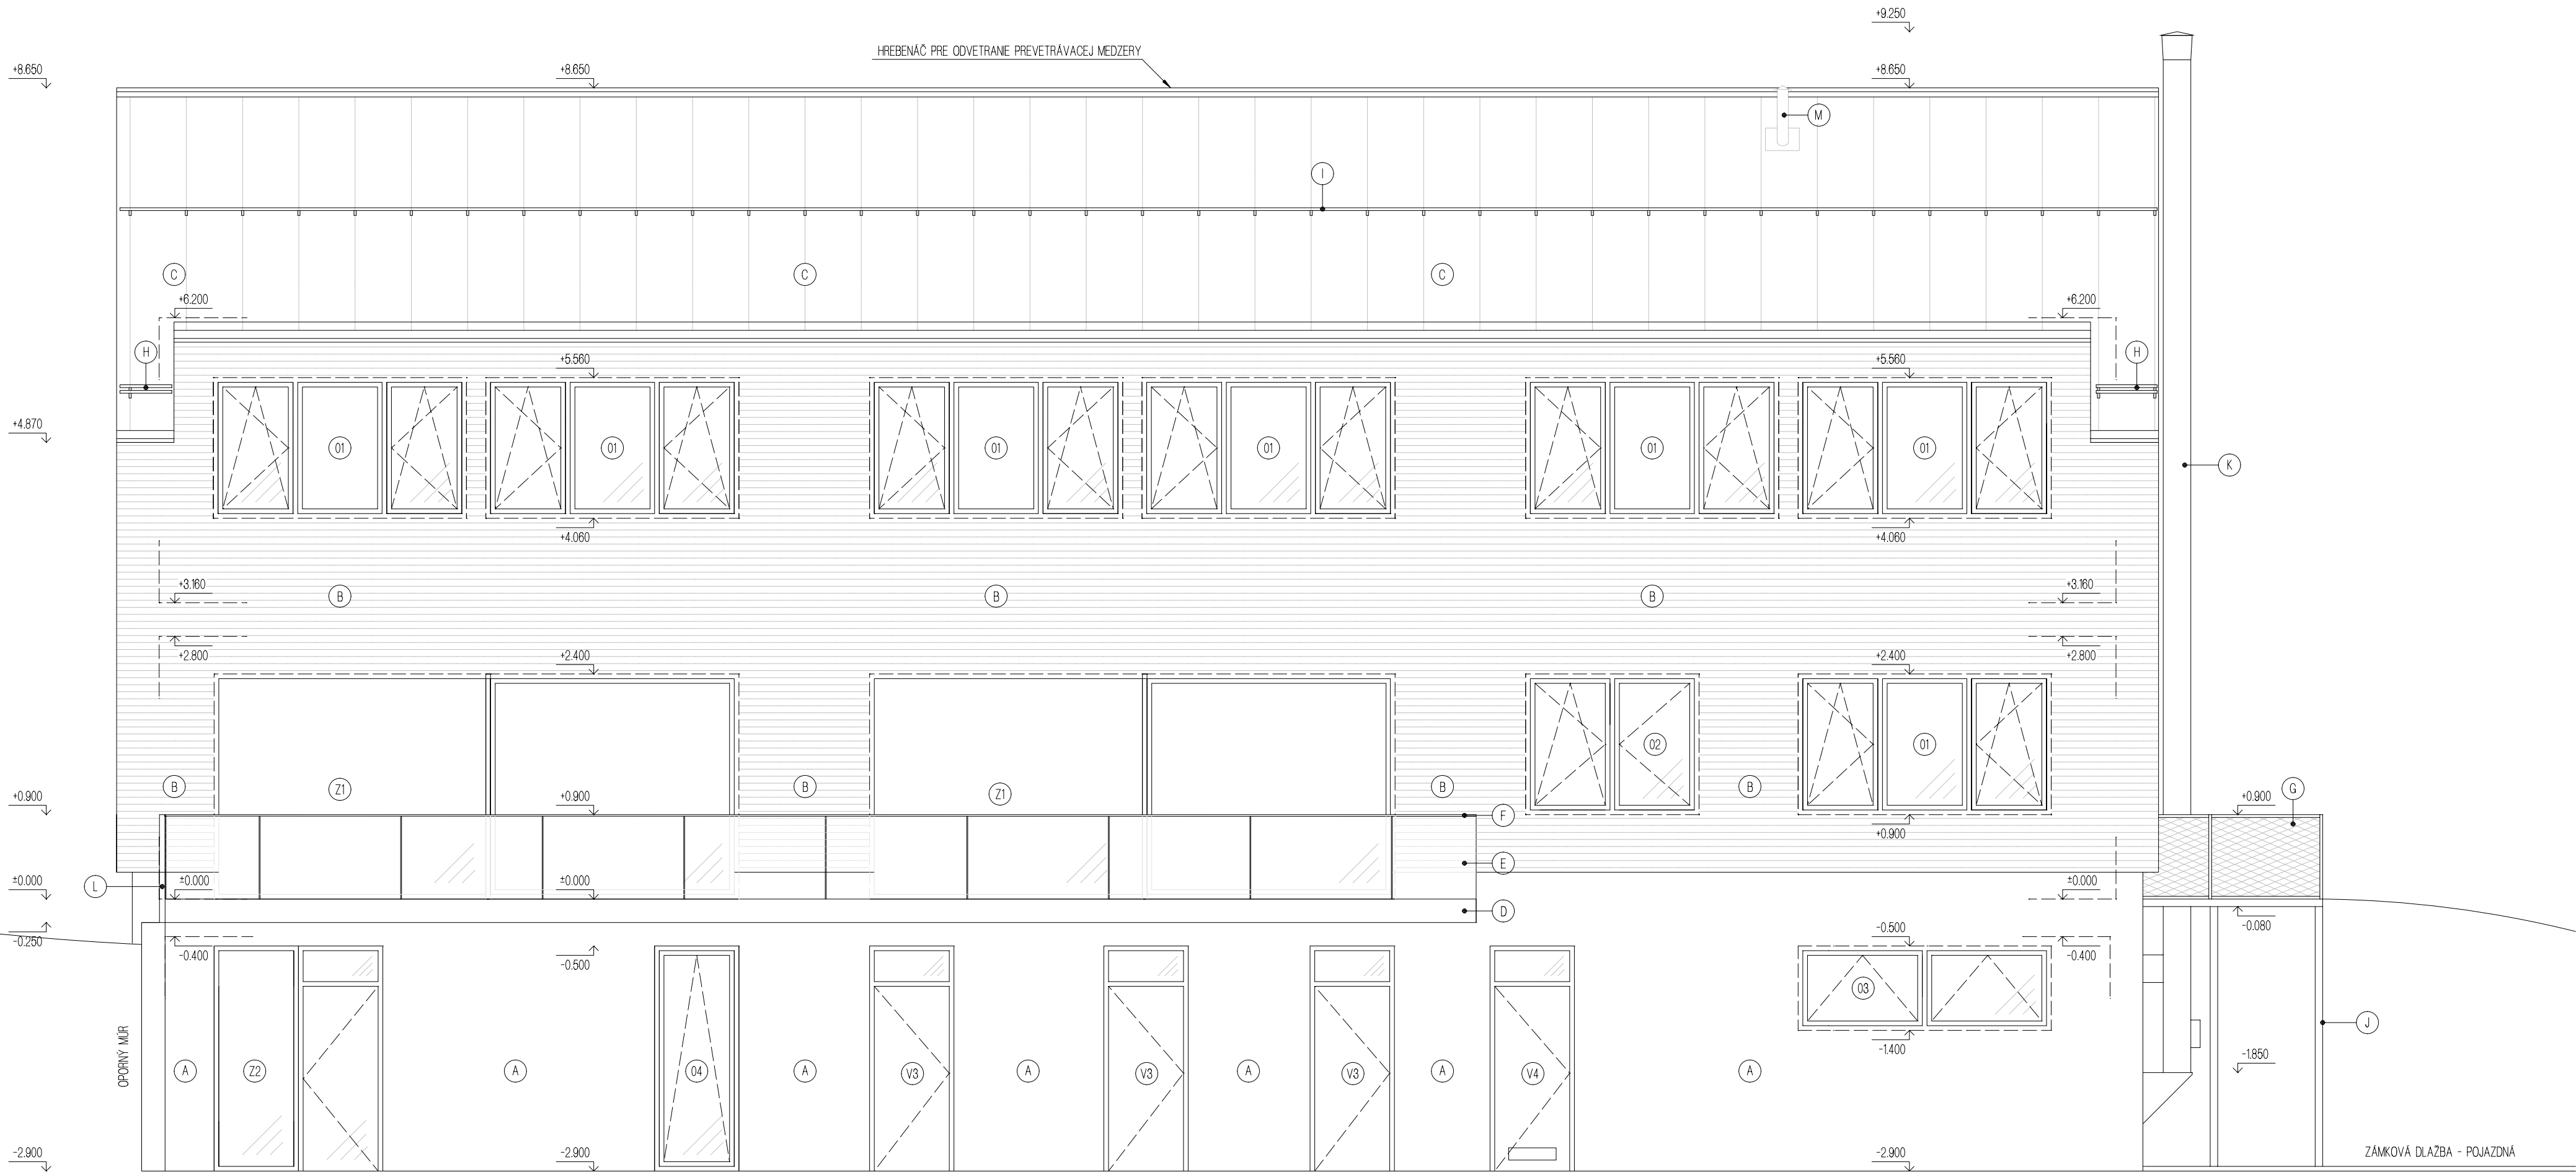 +9.250
HREBENÁČ PRE ODVETRANIE PREVETRÁVACEJ MEDZERY
+8.650 +8.650 +8.650
M
I
C C C
+6.200 +6.200
H H
+5.560 +5.560
+4.870
01 01 01 01 01 01
K
+4.060 +4.060
+3.160 +3.160
B B B
+2.800 +2.400 +2.400 +2.800
02 01
Z1 Z1
B B B B G
+0.900 +0.900 +0.900
F
+0.900
E
L
±0.000 ±0.000 ±0.000 ±0.000
D
-0.250 -0.080
-0.400 -0.500 -0.500 -0.400
03
J
OPORNÝ MÚR
-1.400 -1.850
A Z2 A 04 A V3 A V3 A V3 A V4 A
-2.900 -2.900 -2.900
ZÁMKOVÁ DLAŽBA - POJAZDNÁ